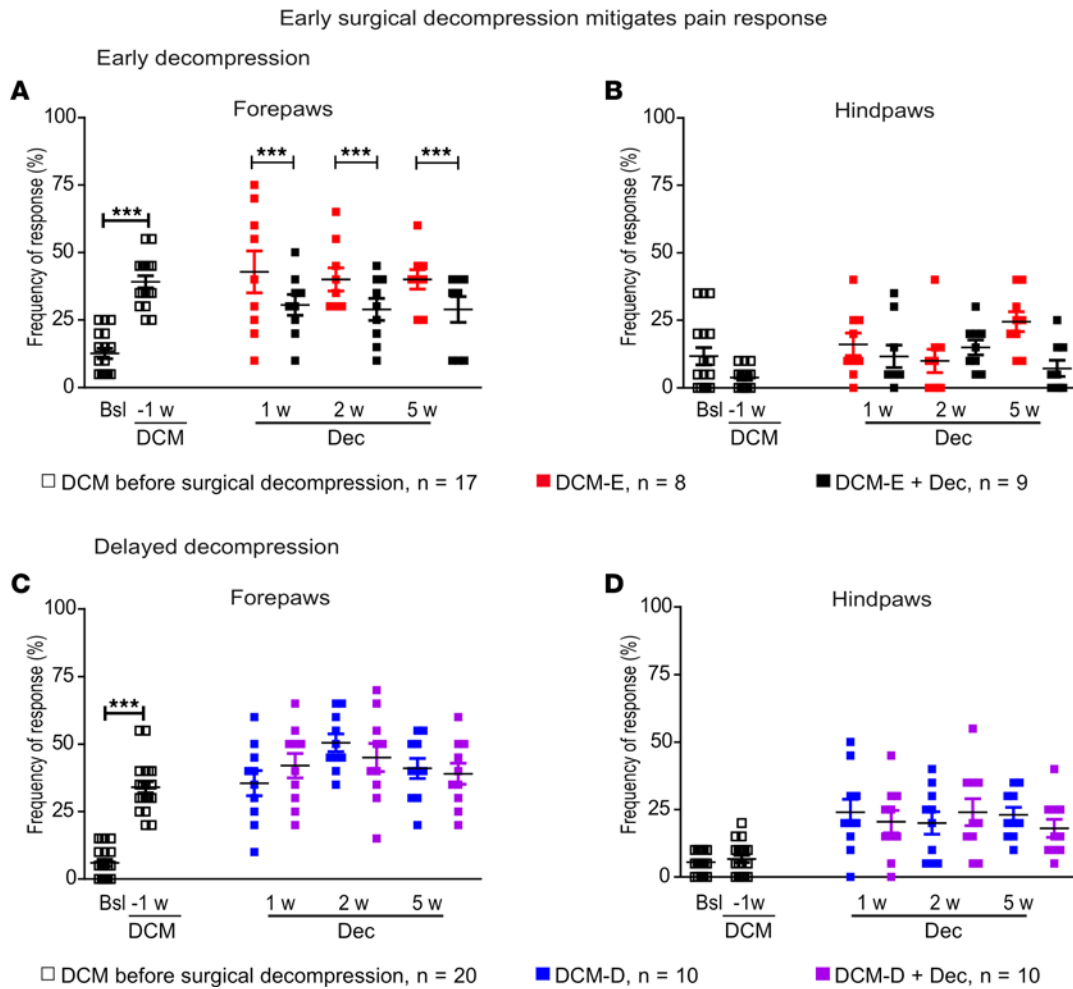 Early surgical decompression mitigates pain response
Early decompression
A
Forepaws
Frequency of response (%)
100
75
50
25
0
***
***
***
***
Bsl -1 w
DCM
1 w 2 w 5 w
Dec
B
Hindpaws
Frequency of response (%)
100
75
50
25
0
Bsl -1 w
DCM
1 w 2 w 5 w
Dec
DCM before surgical decompression, n = 17
DCM-E, n = 8
DCM-E + Dec, n = 9
Delayed decompression
C
Forepaws
Frequency of response (%)
100
75
50
25
0
***
Bsl -1 w
DCM
1 w 2 w 5 w
Dec
D
Hindpaws
Frequency of response (%)
100
75
50
25
0
Bsl -1w
DCM
1 w 2 w 5 w
Dec
DCM before surgical decompression, n = 20
DCM-D, n = 10
DCM-D + Dec, n = 10